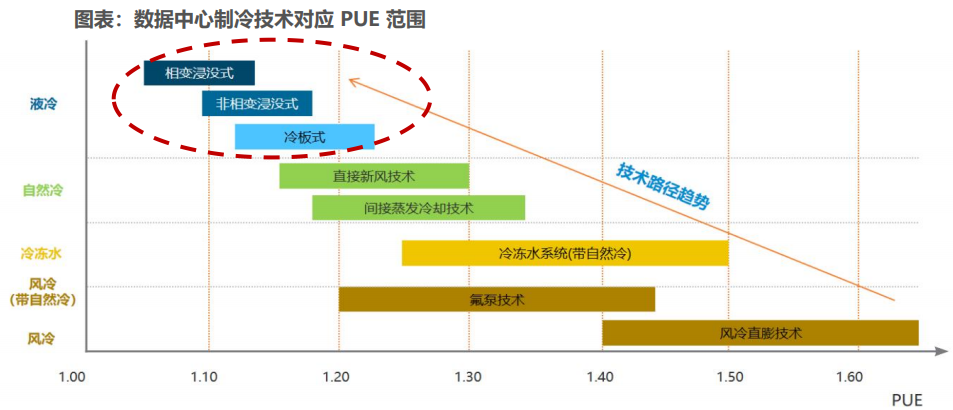 图表：数据中心制冷技术对应 PUE 范围
液冷
相变浸没式
非相变浸没式
冷板式
自然冷
直接新风技术
间接蒸发冷却技术
技术路径趋势
冷冻水
冷冻水系统(带自然冷)
风冷
（带自然冷）
氟泵技术
风冷
风冷直膨技术
1.00 1.10 1.20 1.30 1.40 1.50 1.60
PUE